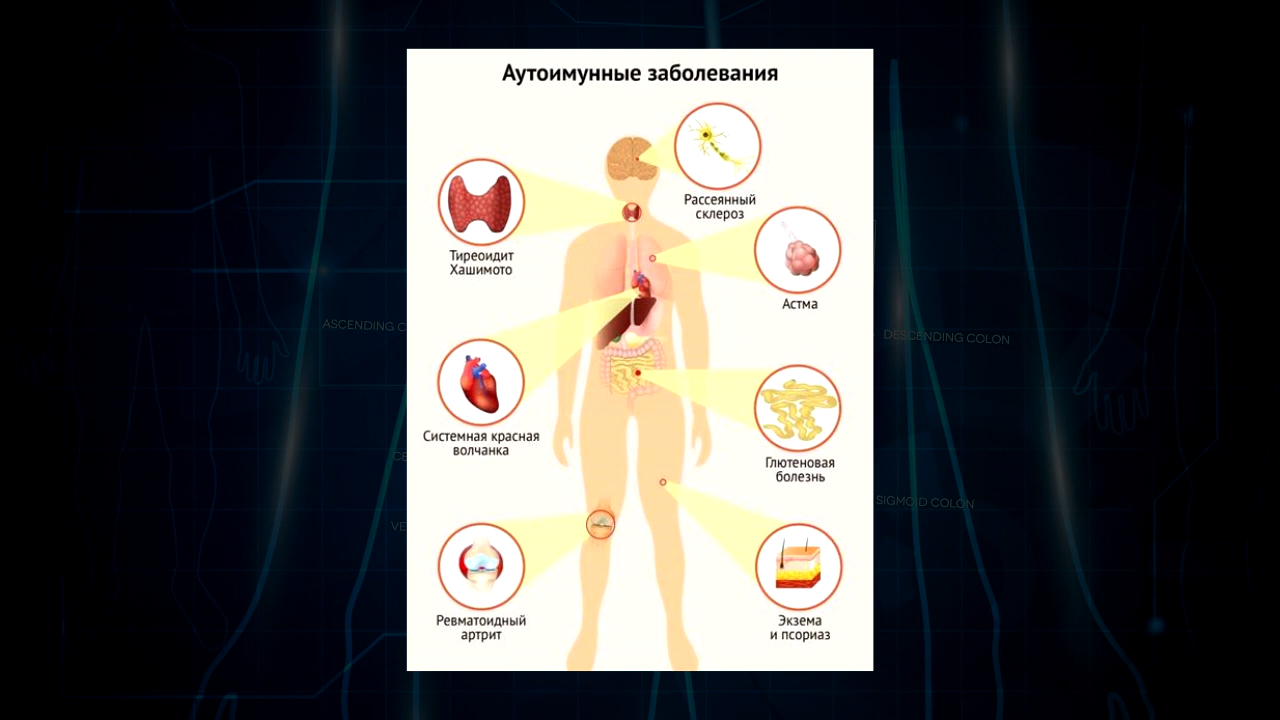 Аутоимунные заболевания
Рассеянный
склероз
Тиреоидит
Хашимото
Астма
ASCENDING C
DESCENDING COLON
Системная красная
волчанка
Глютеновая
болезнь
SIGMOID COLON
VE
Ревматоидный
артрит
Экзема
и псориаз